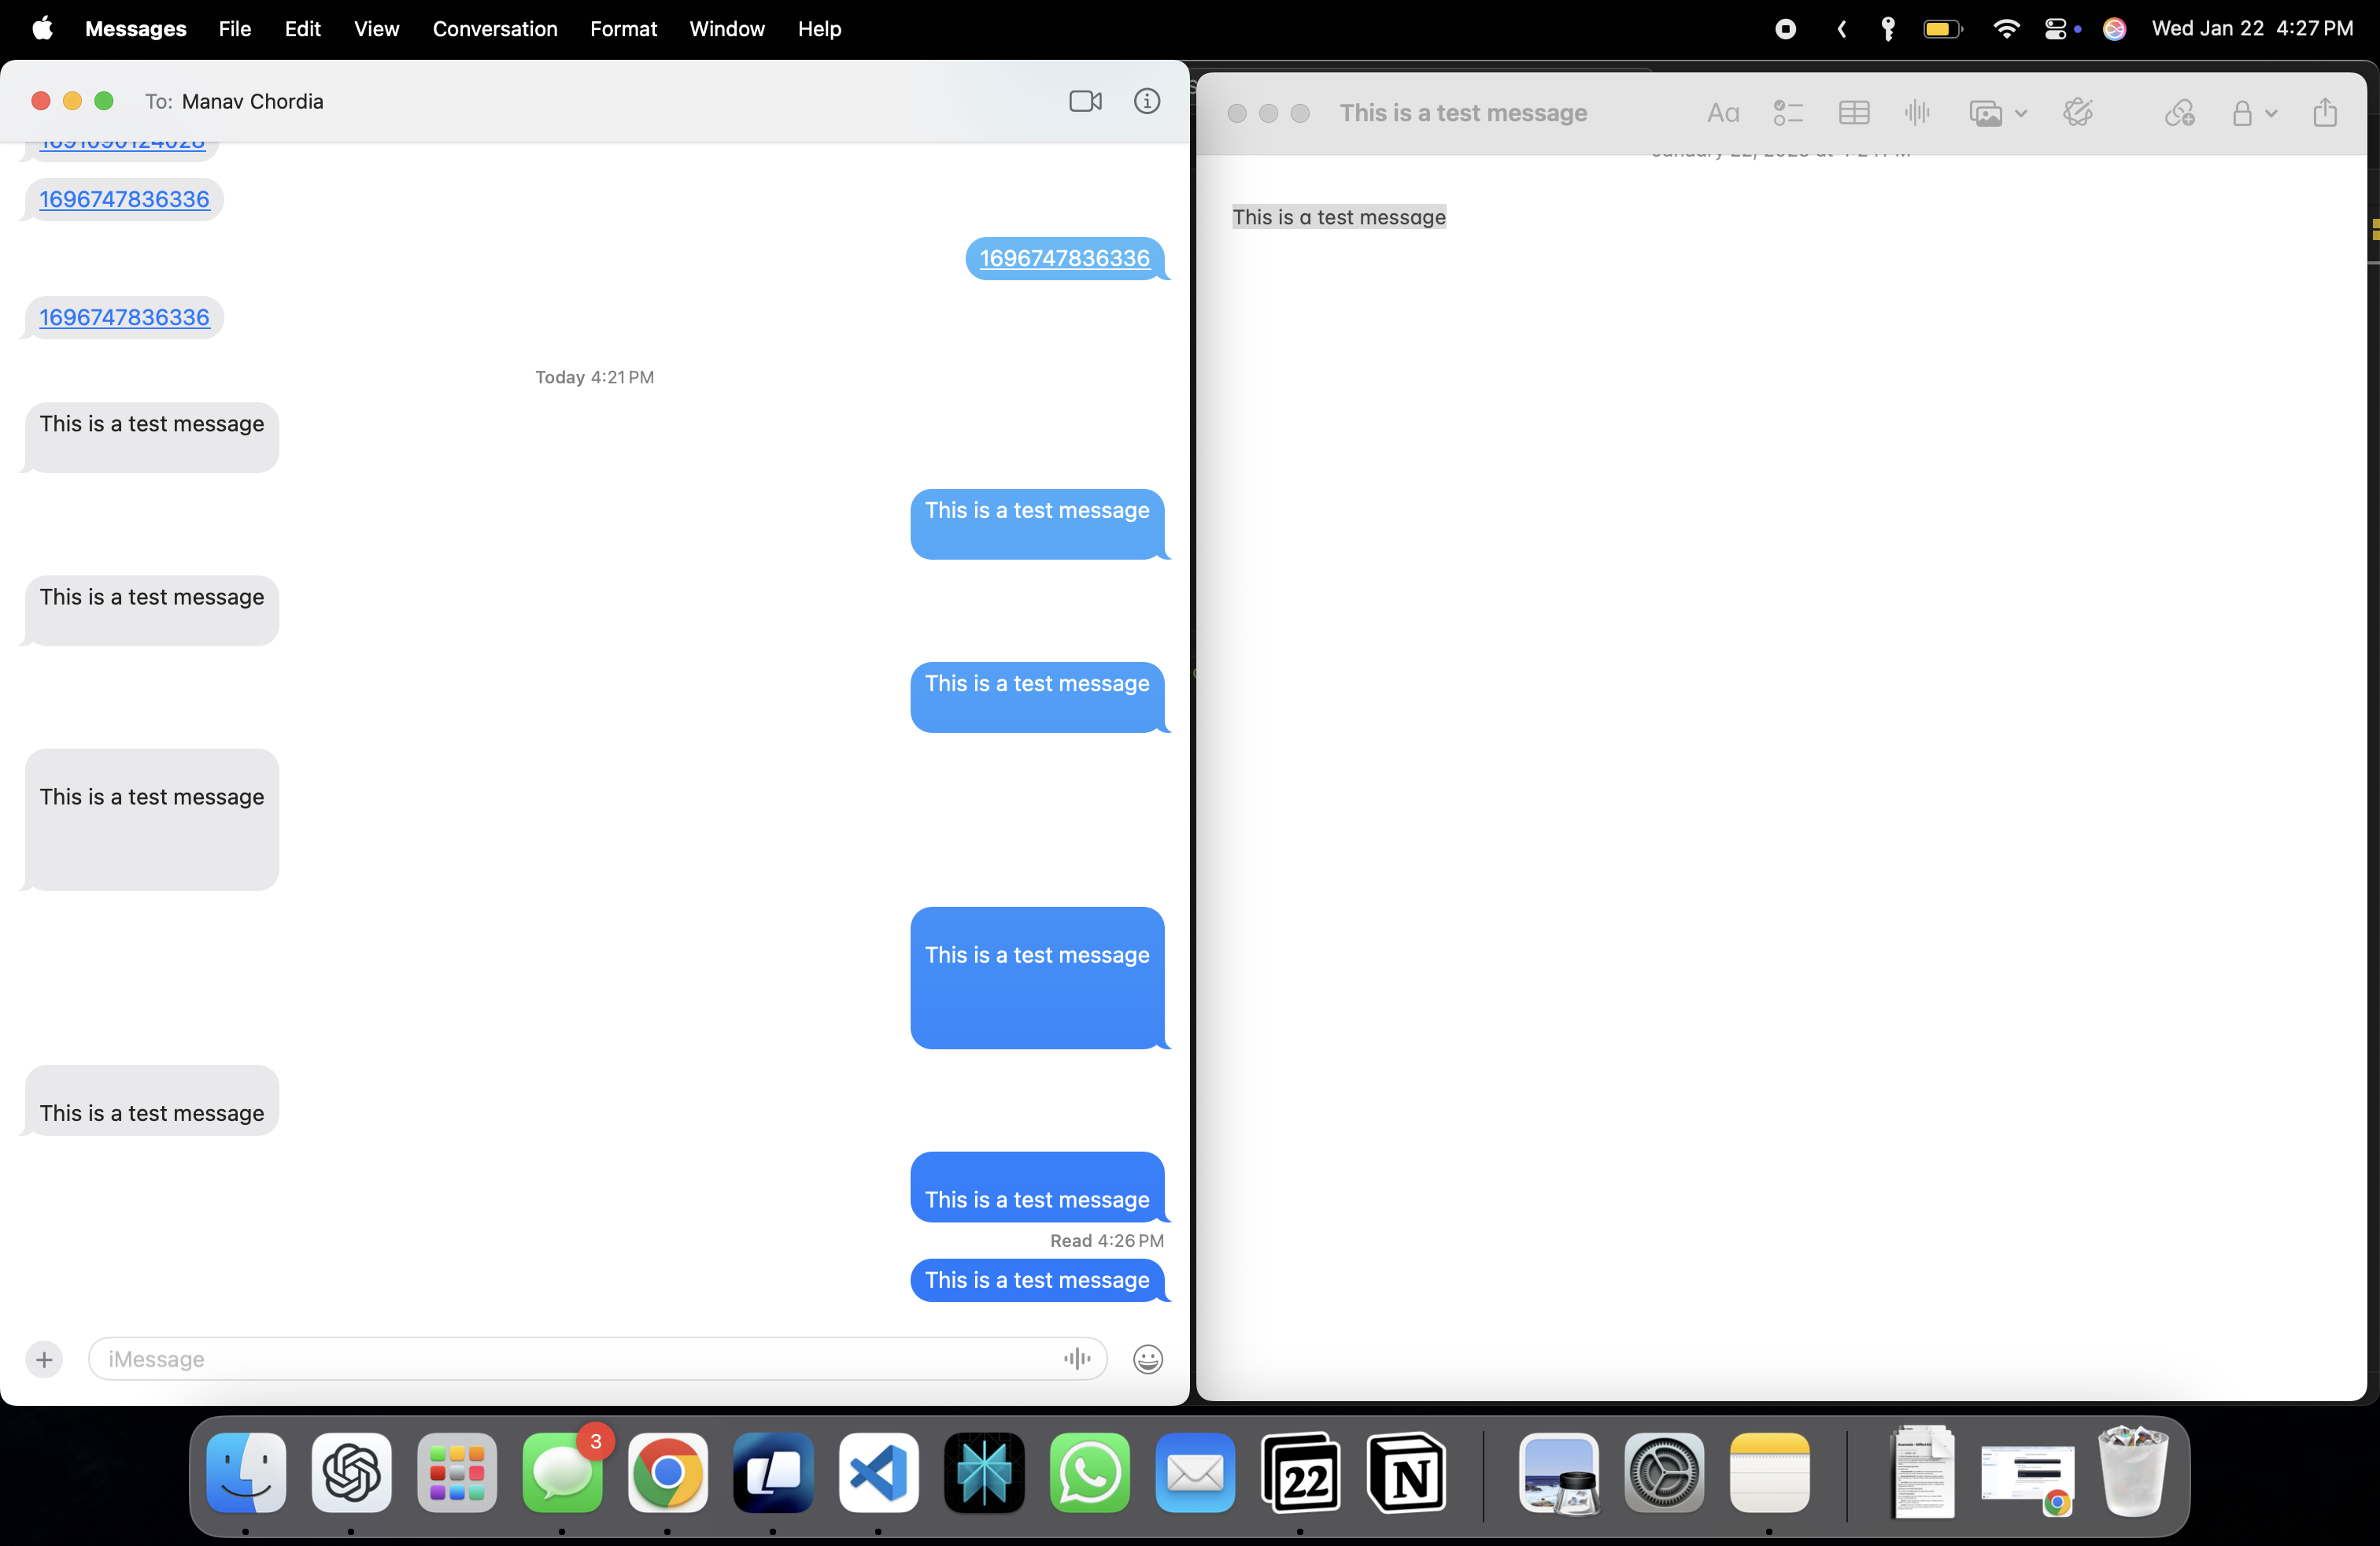 Messages File Edit View Conversation Format Window Help
Wed Jan 22 4:27 PM
To: Manav Chordia
1696747836336
1696747836336
1696747836336
Today 4:21 PM
This is a test message
This is a test message
This is a test message
This is a test message
This is a test message
This is a test message
This is a test message
This is a test message
Read 4:26 PM
This is a test message
iMessage
This is a test message
Aa
This is a test message
3
22
N